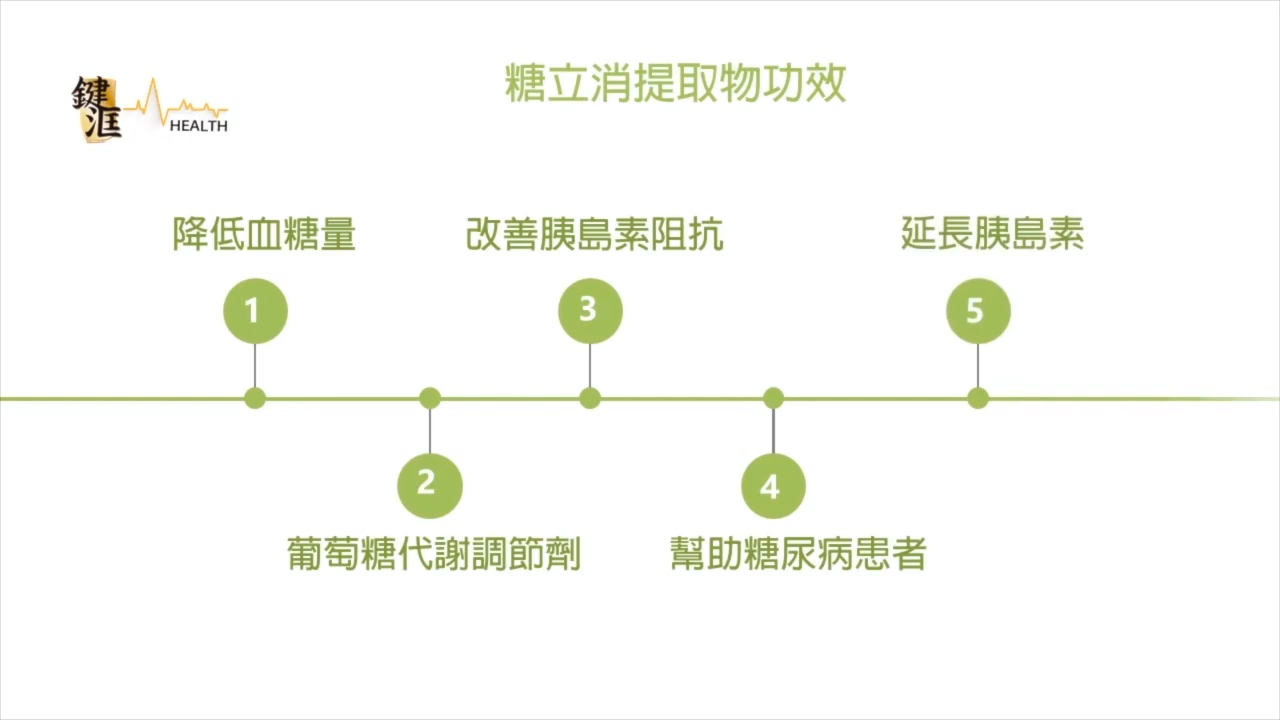 糖立消提取物功效
鍵
洭
HEALTH
降低血糖量
1
葡萄糖代謝調節劑
2
改善胰島素阻抗
3
幫助糖尿病患者
4
延長胰島素
5